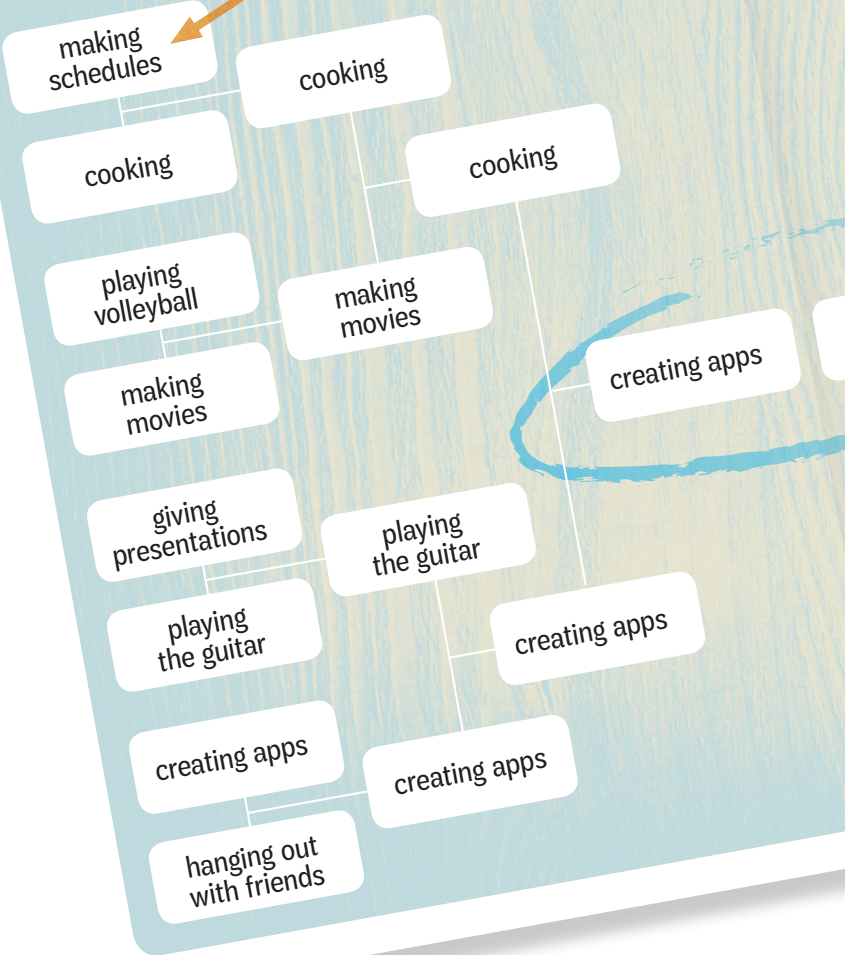 making
schedules
cooking
playing
volleyball
making
movies
giving
presentations
playing
the guitar
creating apps
hanging out
with friends
cooking
making
movies
playing
the guitar
creating apps
cooking
creating apps
creating apps